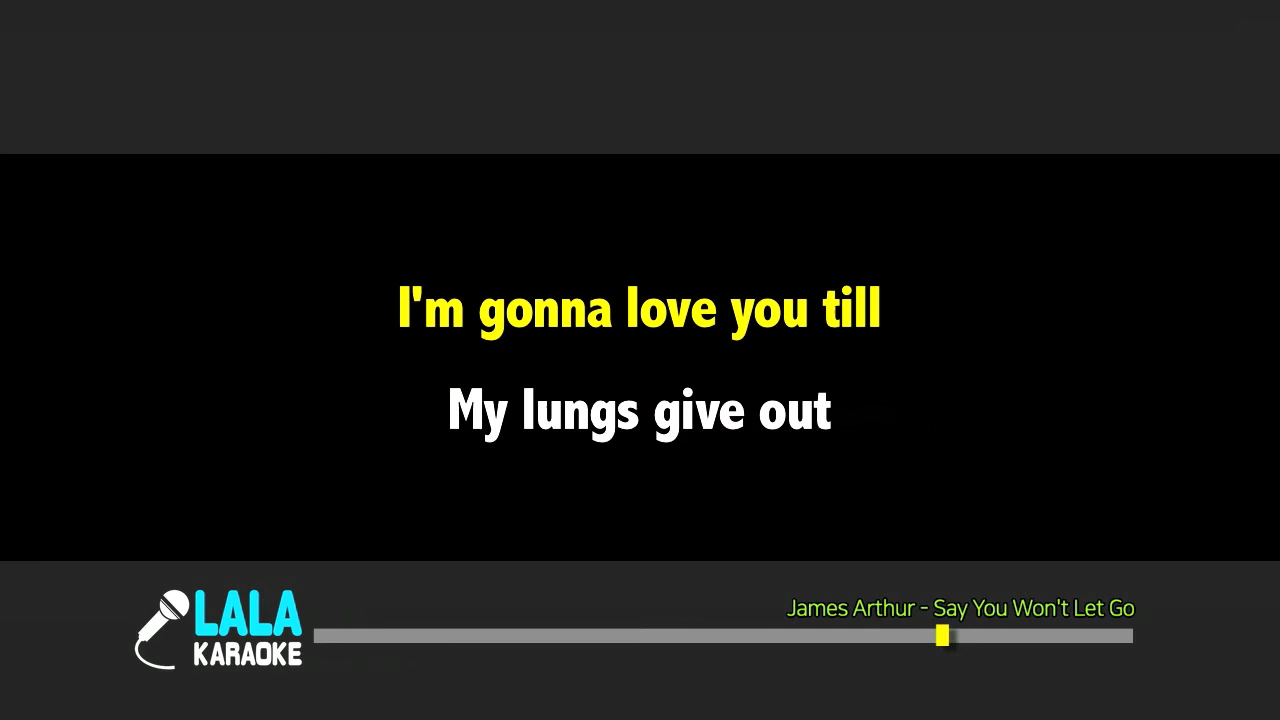 I'm gonna love you till
My lungs give out
James Arthur - Say You Won't Let Go
LALA
KARAOKE